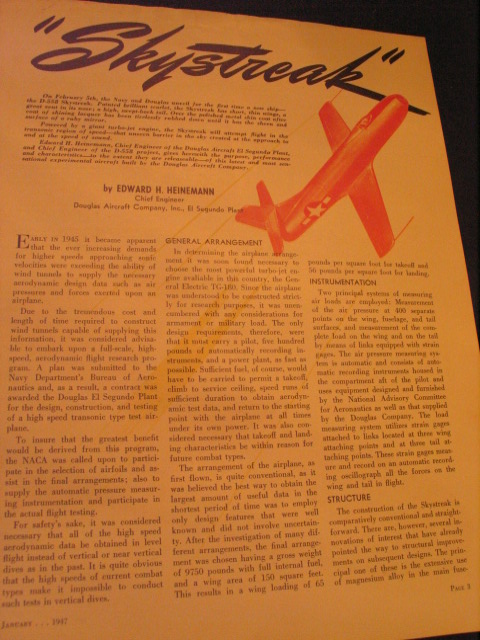 "Skystreak"
On February 5th, the Navy and Douglas unveil for the first time a new ship—
the D-558 Skystreak. Painted brilliant scarlet, the Skystreak has short, thin wings, a
giant vent in its nose; a high, swept-back tail. Over the polished metal skin coat after
coat of shining lacquer has been tirelessly rubbed down until it has the sheen and
surface of a ruby mirror.
Powered by a giant turbo-jet engine, the Skystreak will attempt flight in the
transonic region of speed—that unseen barrier in the sky created at the approach to
and at the speed of sound.
Edward H. Heinemann, Chief Engineer of the Douglas Aircraft El Segundo Plant,
and Chief Engineer of the D-558 project, gives herewith the purpose, performance
and characteristics—to the extent they are releasable—of this latest and most sen-
sational experimental aircraft built by the Douglas Aircraft Company.
by EDWARD H. HEINEMANN
Chief Engineer
Douglas Aircraft Company, Inc., El Segundo Plant
EARLY IN 1945 it became apparent
that the ever increasing demands
for higher speeds approaching sonic
velocities were exceeding the ability of
wind tunnels to supply the necessary
aerodynamic design data such as air
pressures and forces exerted upon an
airplane.
Due to the tremendous cost and
length of time required to construct
wind tunnels capable of supplying this
information, it was considered advisa-
ble to embark upon a full-scale, high-
speed, aerodynamic flight research pro-
gram. A plan was submitted to the
Navy Department's Bureau of Aero-
nautics and, as a result, a contract was
awarded the Douglas El Segundo Plant
for the design, construction, and testing
of a high speed transonic type test air-
plane.
To insure that the greatest benefit
would be derived from this program,
the NACA was called upon to partici-
pate in the selection of airfoils and as-
sist in the final arrangements; also to
supply the automatic pressure measur-
ing instrumentation and participate in
the actual flight testing.
For safety's sake, it was considered
necessary that all of the high speed
aerodynamic data be obtained in level
flight instead of vertical or near vertical
dives as in the past. It is quite obvious
that the high speeds of current combat
types make it impossible to conduct
such tests in vertical dives.
GENERAL ARRANGEMENT
In determining the airplane arrange-
ment, it was soon found necessary to
choose the most powerful turbo-jet en-
gine available in this country, the Gen-
eral Electric TG-180. Since the airplane
was understood to be constructed strict-
ly for research purposes, it was unen-
cumbered with any considerations for
armament or military load. The only
design requirements, therefore, were
that it must carry a pilot, five hundred
pounds of automatically recording in-
struments, and a power plant, as fast as
possible. Sufficient fuel, of course, would
have to be carried to permit a takeoff,
climb to service ceiling, speed runs of
sufficient duration to obtain aerodyn-
amic test data, and return to the starting
point with the airplane at all times
under its own power. It was also con-
sidered necessary that takeoff and land-
ing characteristics be within reason for
future combat types.
The arrangement of the airplane, as
first flown, is quite conventional, as it
was believed the best way to obtain the
largest amount of useful data in the
shortest period of time was to employ
only design features that were well
known and did not involve uncertain-
ty. After the investigation of many dif-
ferent arrangements, the final arrange-
ment was chosen having a gross weight
of 9750 pounds with full internal fuel,
and a wing area of 150 square feet.
This results in a wing loading of 65
pounds per square foot for takeoff and
56 pounds per square foot for landing.
INSTRUMENTATION
Two principal systems of measuring
air loads are employed: Measurement
of the air pressure at 400 separate
points on the wing, fuselage, and tail
surfaces, and measurement of the com-
plete load on the wing and on the tail
by means of links equipped with strain
gages. The air pressure measuring sys-
tem is automatic and consists of auto-
matic recording instruments housed in
the compartment aft of the pilot and
uses equipment designed and furnished
by the National Advisory Committee
for Aeronautics as well as that supplied
by the Douglas Company. The load
measuring system utilizes strain gages
attached to links located at three wing
attaching points and at three tail at-
taching points. These strain gages meas-
ure and record on an automatic record-
ing oscillograph all the forces on the
wing and tail in flight.
STRUCTURE
The construction of the Skystreak is
comparatively conventional and straight-
forward. There are, however, several in-
novations of interest that have already
pointed the way to structural improve-
ments on subsequent designs. The prin-
cipal one of these is the extensive use
of magnesium alloy in the main fuse-
JANUARY . . . 1947
PAGE 3